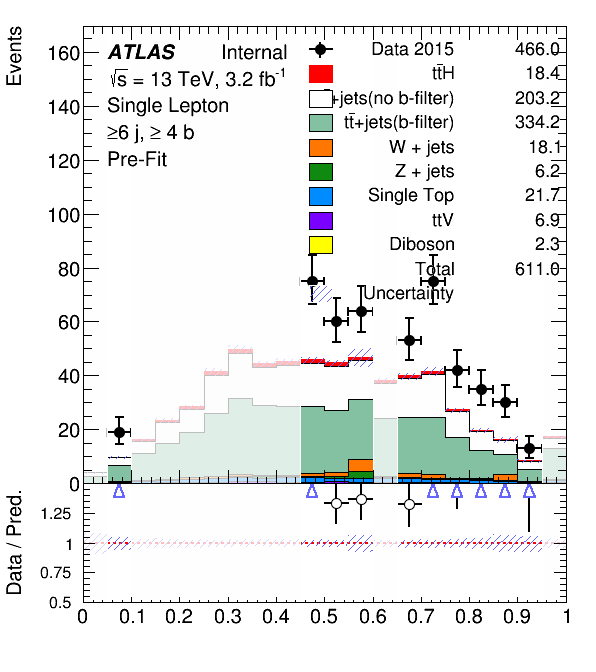 Events
160
140
120
100
80
60
40
20
0
ATLAS Internal
√s = 13 TeV, 3.2 fb-1
Single Lepton
≥6 j, ≥ 4 b
Pre-Fit
Data 2015 466.0
tt̄H 18.4
+jets(no b-filter) 203.2
tt̄+jets(b-filter) 334.2
W + jets 18.1
Z + jets 6.2
Single Top 21.7
ttV 6.9
Diboson 2.3
Total 611.0
Uncertainty
Data / Pred.
1.25
1
0.75
0.5
0 0.1 0.2 0.3 0.4 0.5 0.6 0.7 0.8 0.9 1